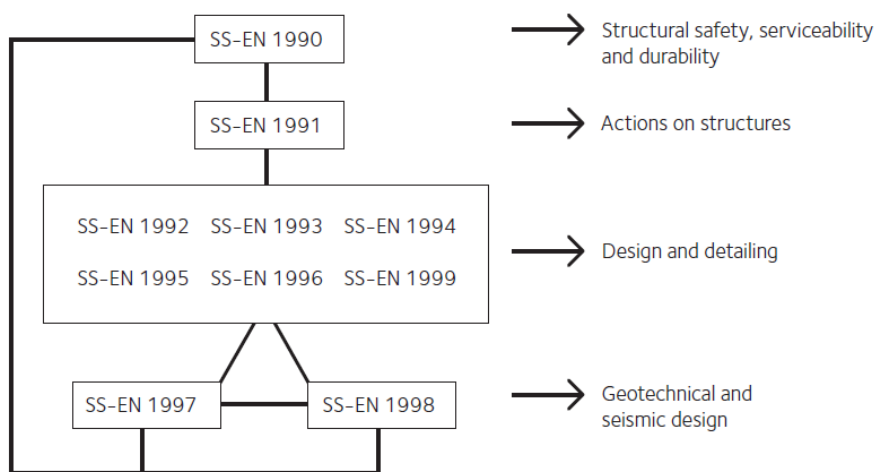 SS-EN 1990
Structural safety, serviceability
and durability
SS-EN 1991
Actions on structures
SS-EN 1992 SS-EN 1993 SS-EN 1994
Design and detailing
SS-EN 1995 SS-EN 1996 SS-EN 1999
SS-EN 1997 SS-EN 1998
Geotechnical and
seismic design